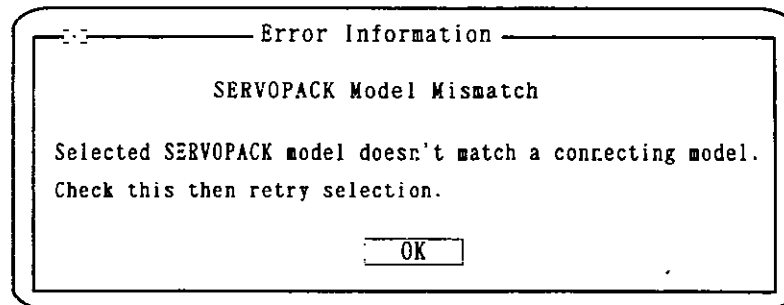 Error Information
SERVOPACK Model Mismatch
Selected SERVOPACK model doesn't match a connecting model.
Check this then retry selection.
OK